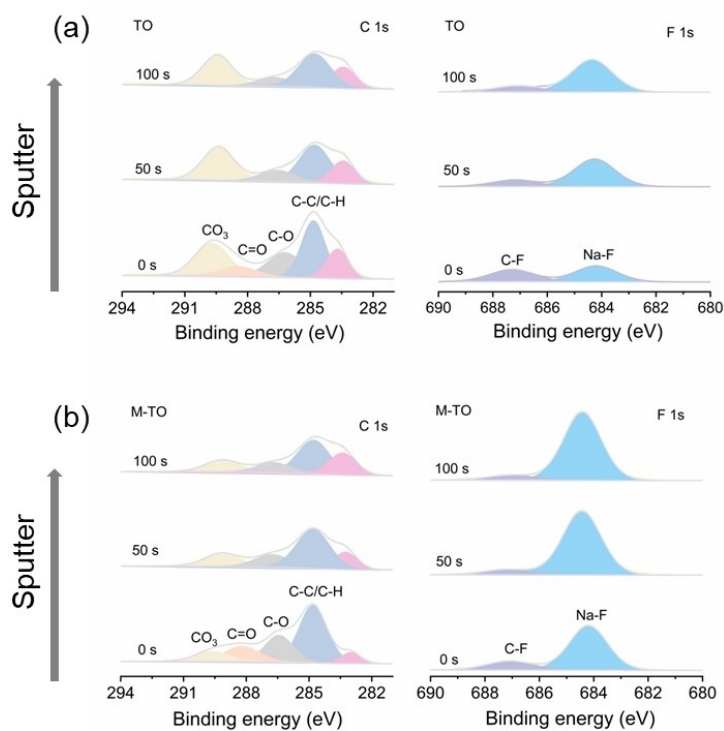 (a)
TO
C 1s
100 s
50 s
C-C/C-H
CO3
C=O
C-O
0 s
294
291
288
285
282
Binding energy (eV)
TO
F 1s
100 s
50 s
C-F
Na-F
0 s
690
688
686
684
682
680
Binding energy (eV)
Sputter
(b)
M-TO
C 1s
100 s
50 s
C-C/C-H
CO3
C=O
C-O
0 s
294
291
288
285
282
Binding energy (eV)
M-TO
F 1s
100 s
50 s
Na-F
C-F
0 s
690
688
686
684
682
680
Binding energy (eV)
Sputter